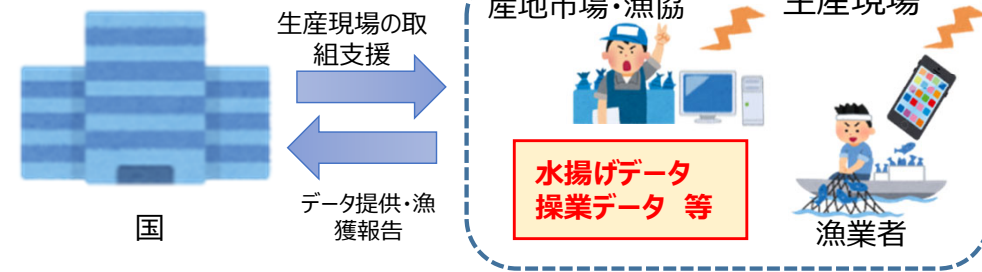 生産現場の取
組支援
産地市場・漁協
生産現場
水揚げデータ
操業データ 等
データ提供・漁
獲報告
国
漁業者